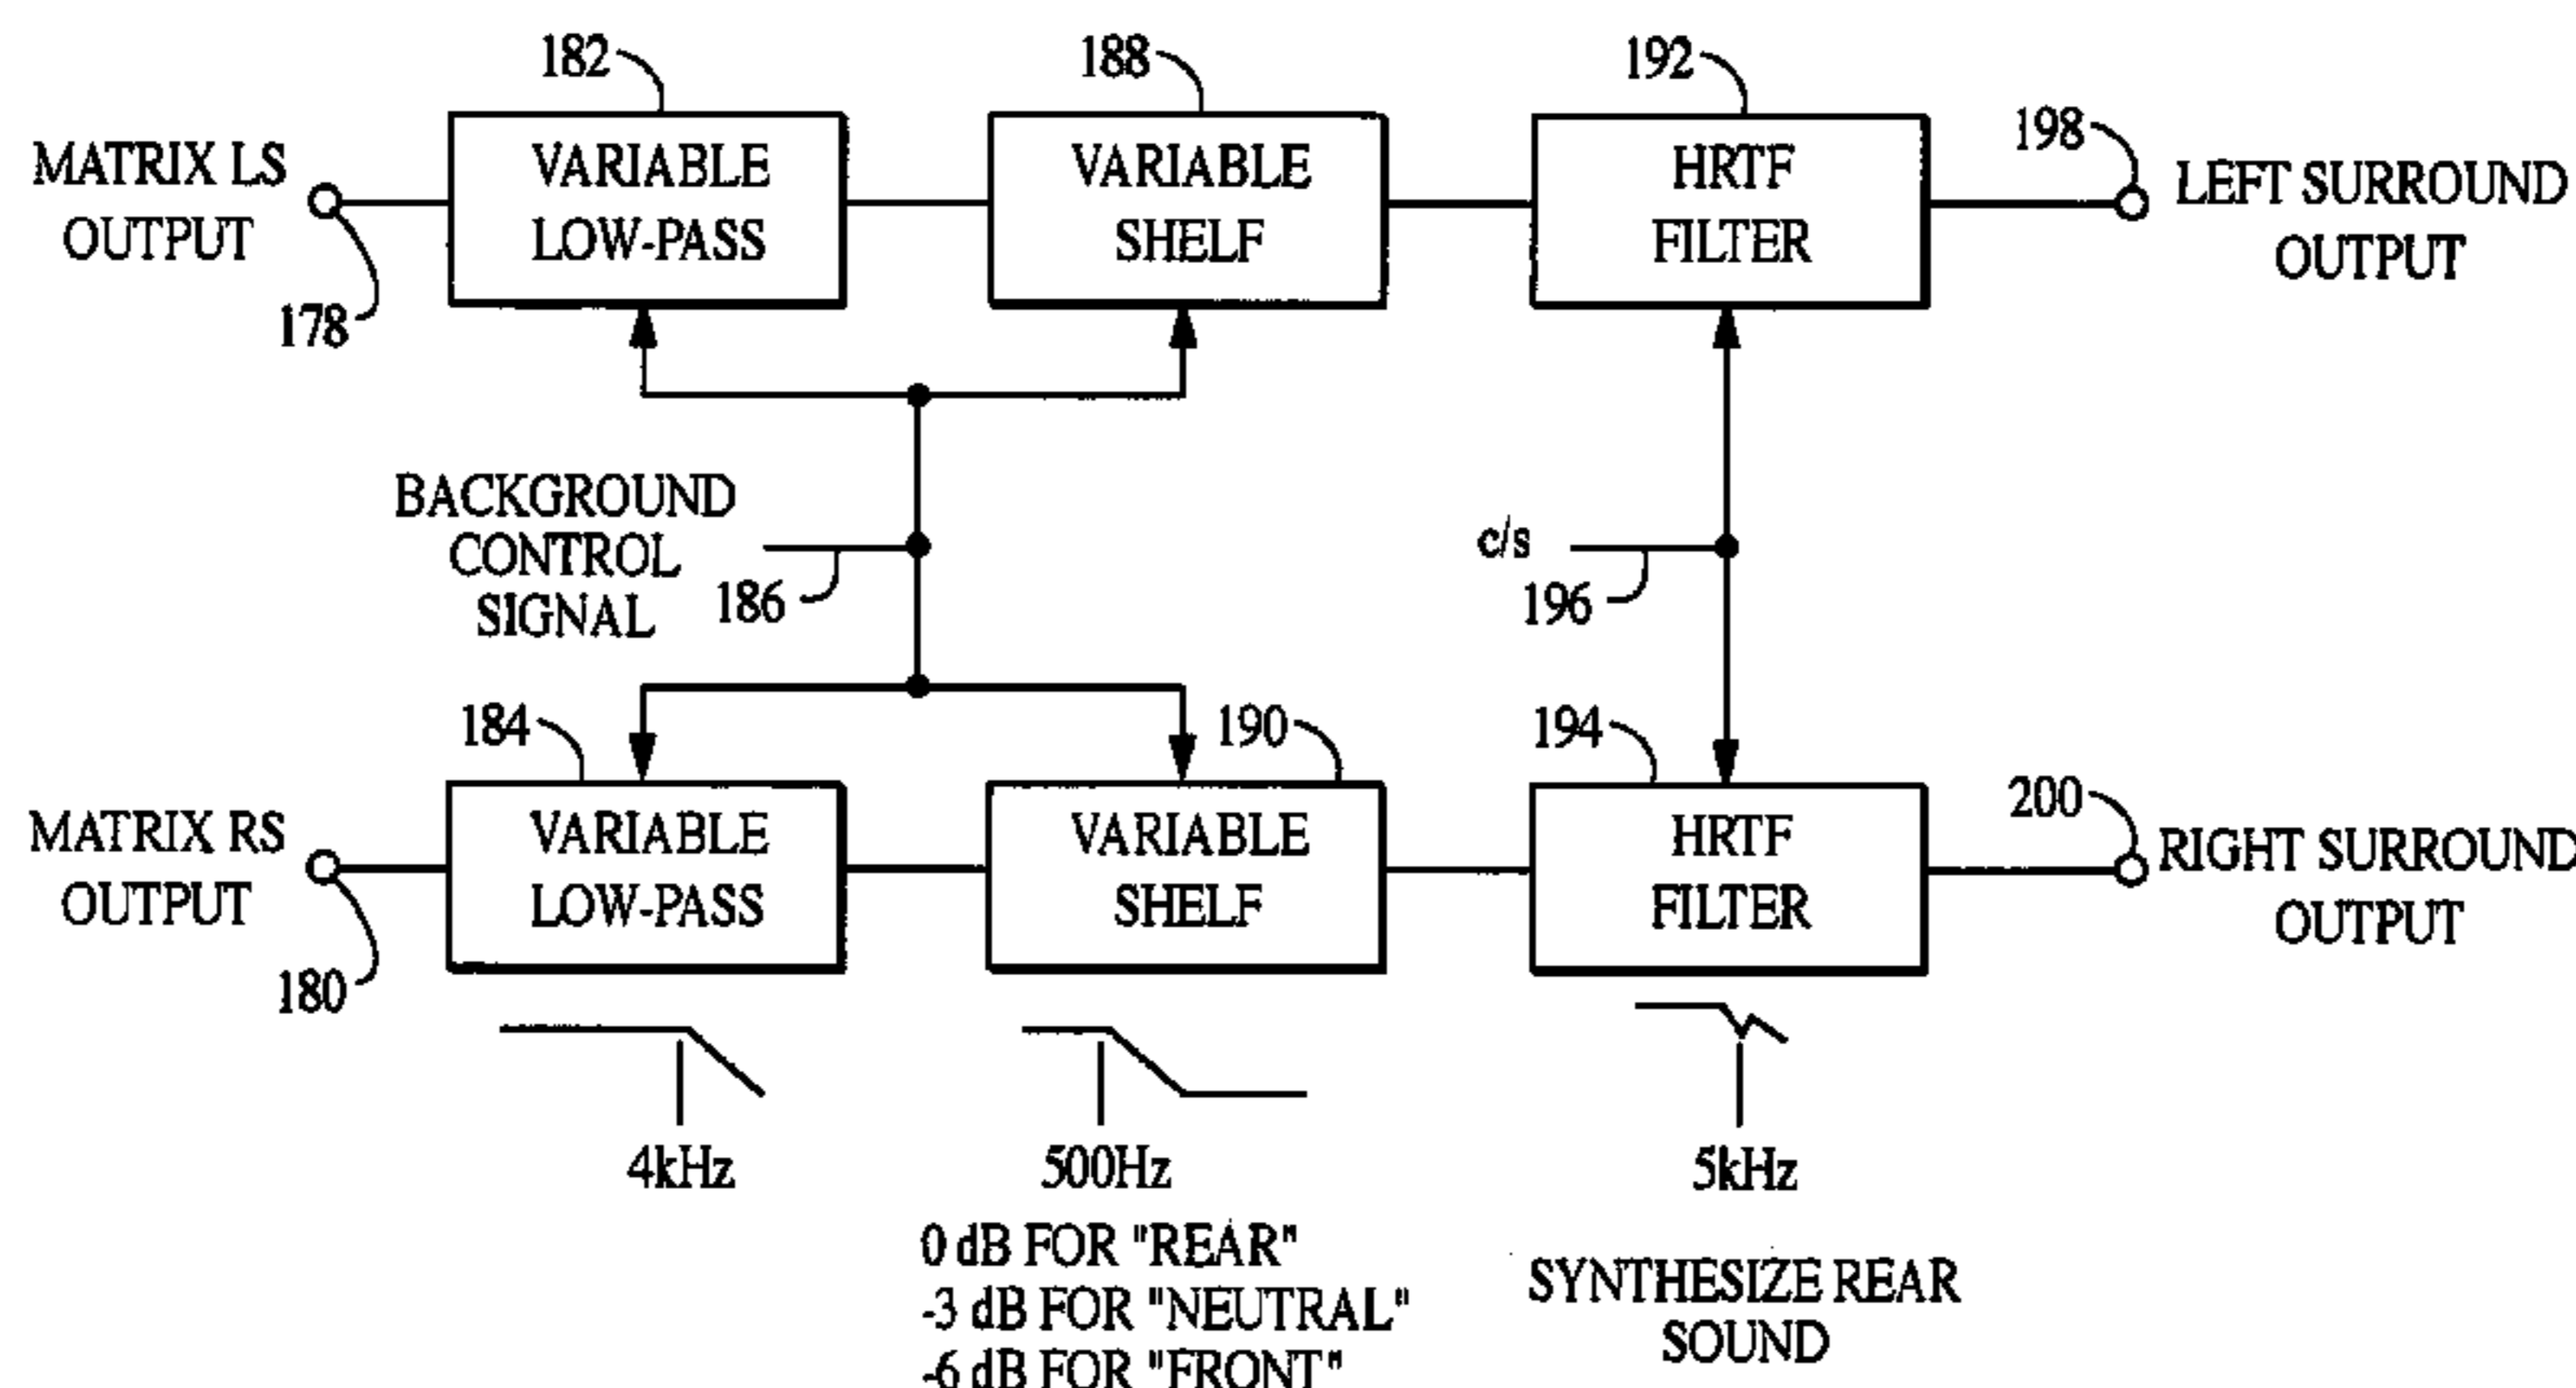 182
188
192
198
MATRIX LS
OUTPUT
178
VARIABLE
LOW-PASS
VARIABLE
SHELF
HRTF
FILTER
LEFT SURROUND
OUTPUT
BACKGROUND
CONTROL
SIGNAL
186
c/s
196
184
190
194
200
MATRIX RS
OUTPUT
180
VARIABLE
LOW-PASS
VARIABLE
SHELF
HRTF
FILTER
RIGHT SURROUND
OUTPUT
4kHz
500Hz
0 dB FOR "REAR"
-3 dB FOR "NEUTRAL"
-6 dB FOR "FRONT"
5kHz
SYNTHESIZE REAR
SOUND